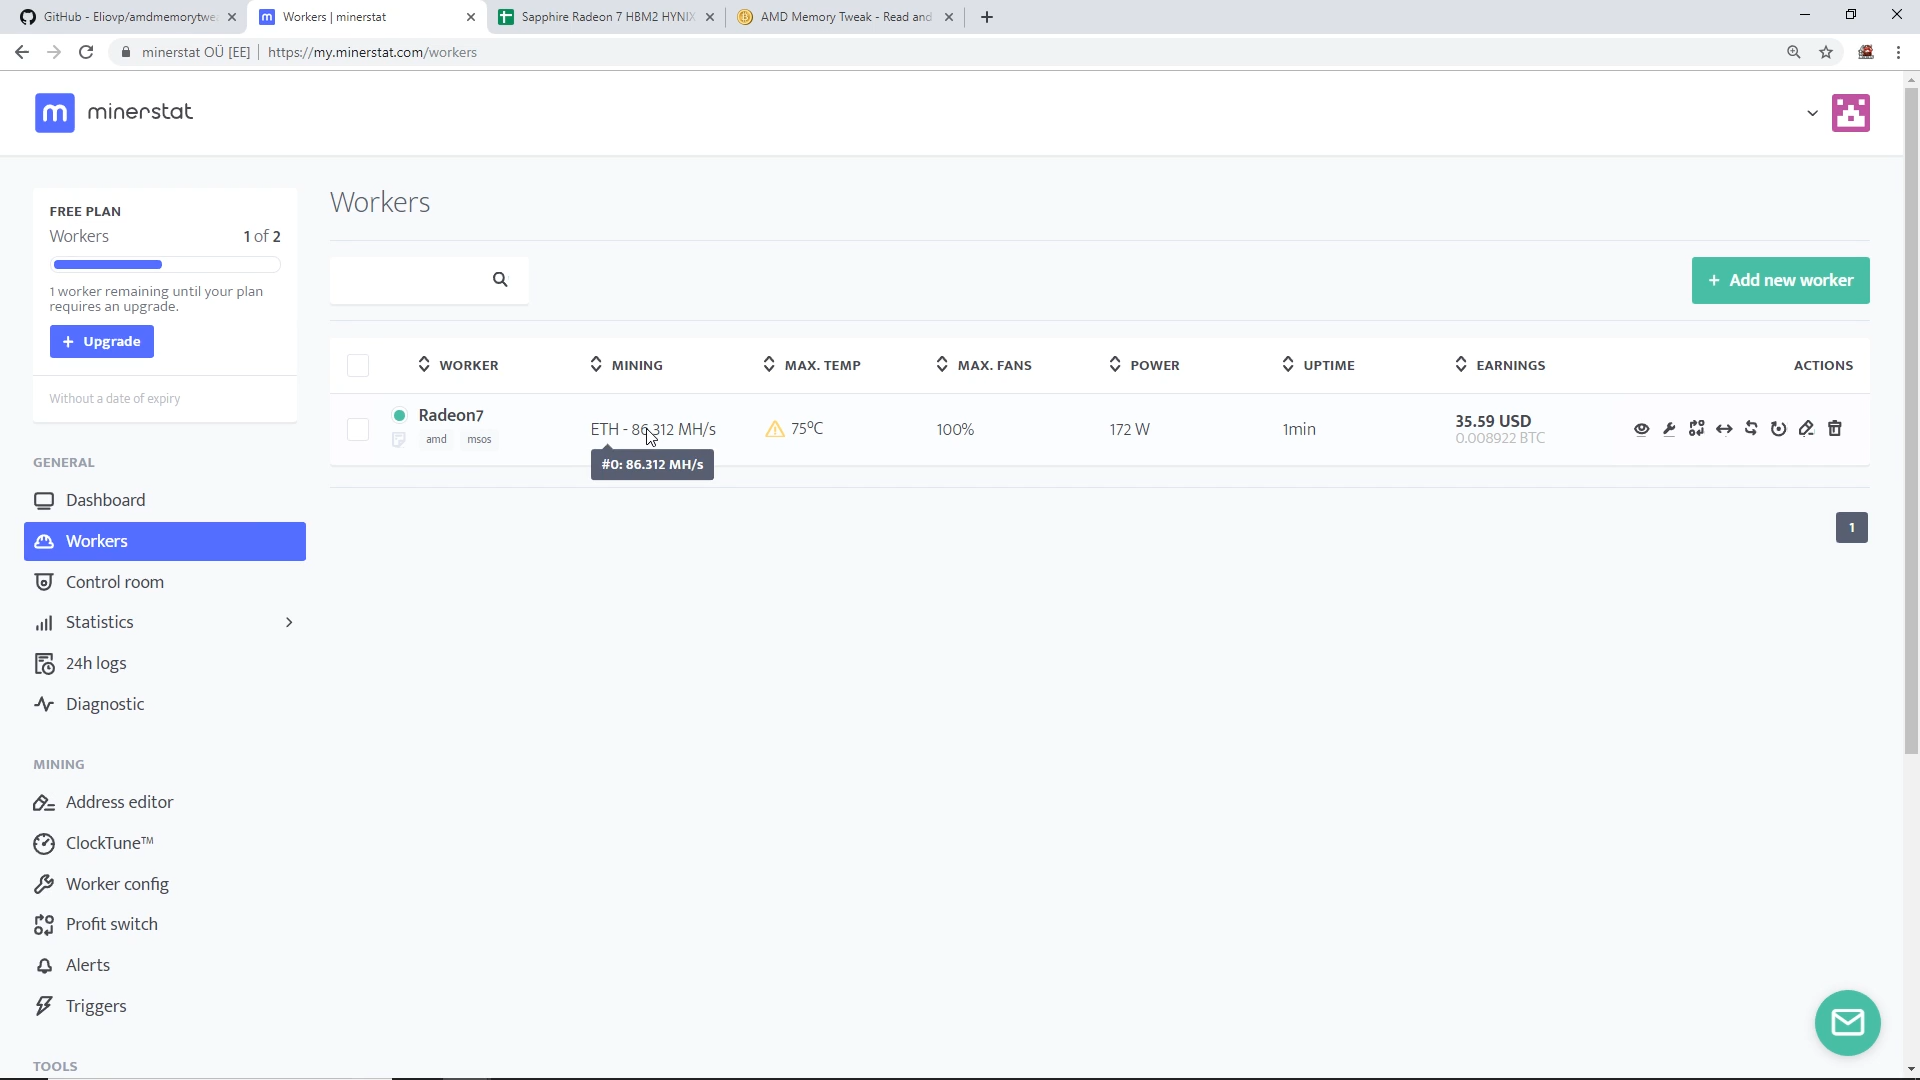 GitHub - Eliovp/amdmemorytwe
Workers | minerstat
Sapphire Radeon 7 HBM2 HYNIX
AMD Memory Tweak - Read and
minerstat OÜ [EE] | https://my.minerstat.com/workers
m minerstat
FREE PLAN
Workers 1 of 2
1 worker remaining until your plan
requires an upgrade.
+ Upgrade
Without a date of expiry
GENERAL
Dashboard
Workers
Control room
Statistics
24h logs
Diagnostic
MINING
Address editor
ClockTune™
Worker config
Profit switch
Alerts
Triggers
TOOLS
Workers
+ Add new worker
WORKER MINING MAX. TEMP MAX. FANS POWER UPTIME EARNINGS ACTIONS
Radeon7
amd msos
ETH - 86.312 MH/s
#0: 86.312 MH/s
75ºC
100%
172 W
1min
35.59 USD
0.008922 BTC
1